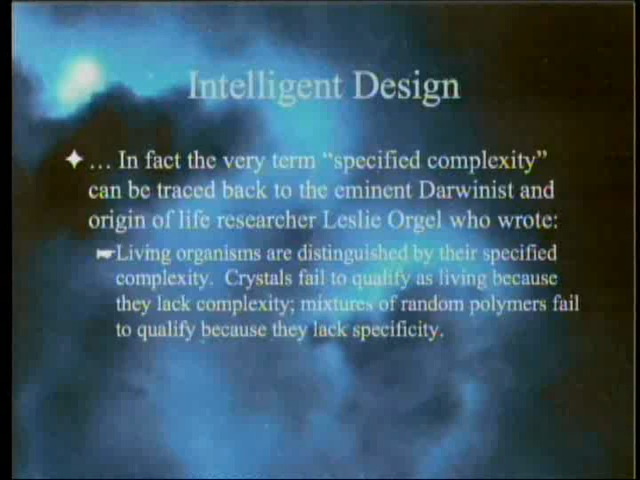 Intelligent Design
… In fact the very term “specified complexity”
can be traced back to the eminent Darwinist and
origin of life researcher Leslie Orgel who wrote:
Living organisms are distinguished by their specified
complexity. Crystals fail to qualify as living because
they lack complexity; mixtures of random polymers fail
to qualify because they lack specificity.